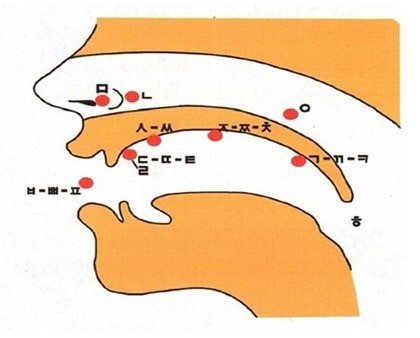 ㅁ
ㄴ
ㅇ
ㅅ-ㅆ
ㅈ-ㅉ-ㅊ
ㄷ-ㄸ-ㅌ
ㄹ
ㄱ-ㄲ-ㅋ
ㅂ-ㅃ-ㅍ
ㅎ